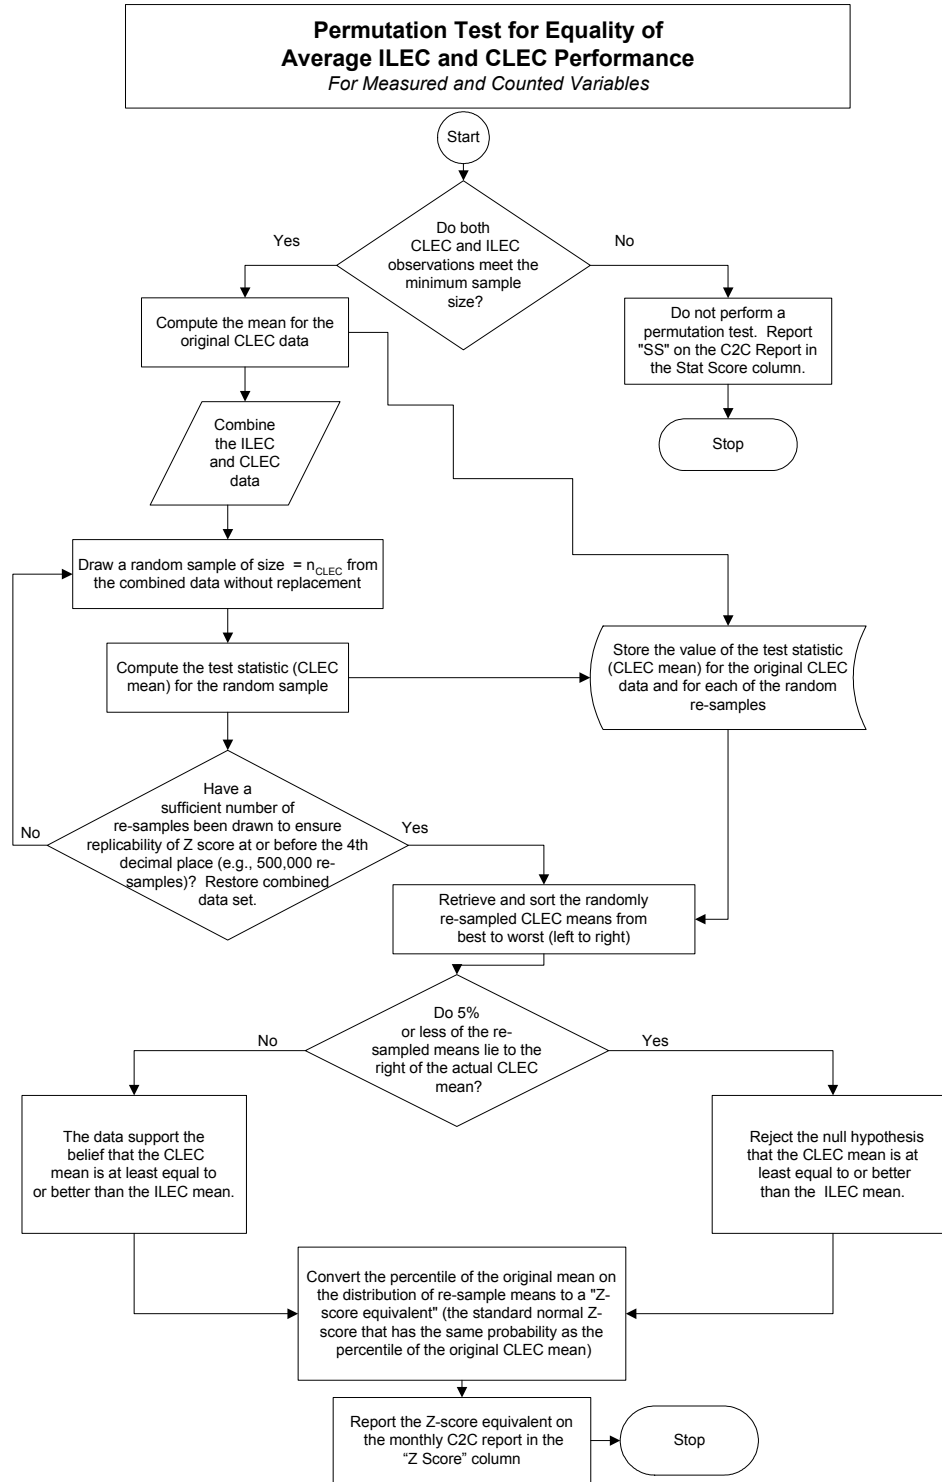 Permutation Test for Equality of
Average ILEC and CLEC Performance
For Measured and Counted Variables
Start
Do both
CLEC and ILEC
observations meet the
minimum sample
size?
Yes
No
Compute the mean for the
original CLEC data
Do not perform a
permutation test. Report
"SS" on the C2C Report in
the Stat Score column.
Stop
Combine
the ILEC
and CLEC
data
Draw a random sample of size = nCLEC from
the combined data without replacement
Compute the test statistic (CLEC
mean) for the random sample
Store the value of the test statistic
(CLEC mean) for the original CLEC
data and for each of the random
re-samples
Have a
sufficient number of
re-samples been drawn to ensure
replicability of Z score at or before the 4th
decimal place (e.g., 500,000 re-
samples)? Restore combined
data set.
No
Yes
Retrieve and sort the randomly
re-sampled CLEC means from
best to worst (left to right)
Do 5%
or less of the re-
sampled means lie to the
right of the actual CLEC
mean?
No
Yes
The data support the
belief that the CLEC
mean is at least equal to
or better than the ILEC mean.
Reject the null hypothesis
that the CLEC mean is at
least equal to or better
than the ILEC mean.
Convert the percentile of the original mean on
the distribution of re-sample means to a "Z-
score equivalent" (the standard normal Z-
score that has the same probability as the
percentile of the original CLEC mean)
Report the Z-score equivalent on
the monthly C2C report in the
“Z Score” column
Stop